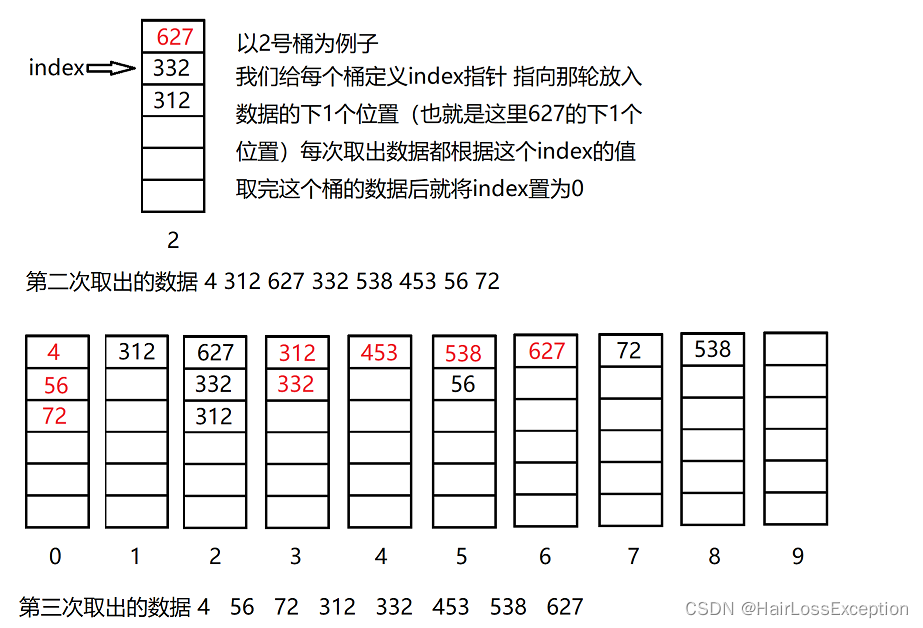 627
以2号桶为例子
index
332
我们给每个桶定义index指针 指向那轮放入
312
数据的下1个位置（也就是这里627的下1个
位置）每次取出数据都根据这个index的值
取完这个桶的数据后就将index置为0
2
第二次取出的数据 4 312 627 332 538 453 56 72
4 312 627 312 453 538 627 72 538
56 332 332 56
72 312
0 1 2 3 4 5 6 7 8 9
第三次取出的数据 4 56 72 312 332 453 538 627
CSDN @HairLossException